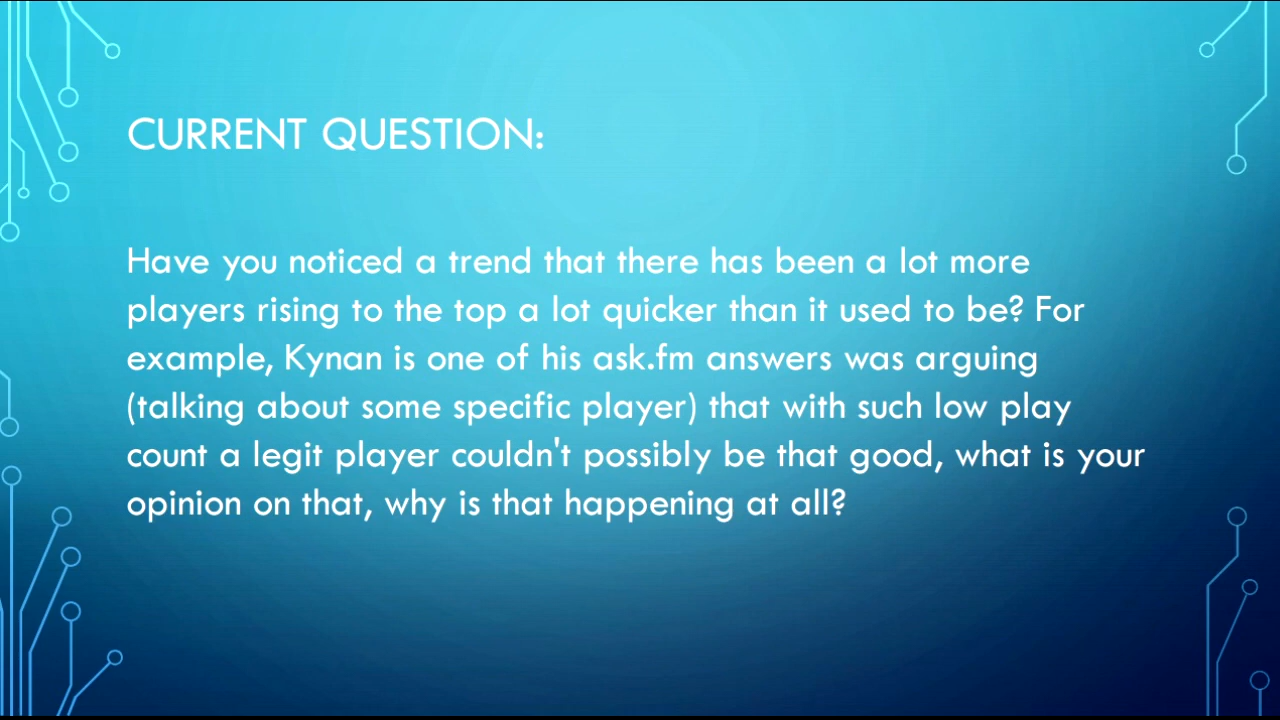 CURRENT QUESTION:
Have you noticed a trend that there has been a lot more
players rising to the top a lot quicker than it used to be? For
example, Kynan is one of his ask.fm answers was arguing
(talking about some specific player) that with such low play
count a legit player couldn't possibly be that good, what is your
opinion on that, why is that happening at all?